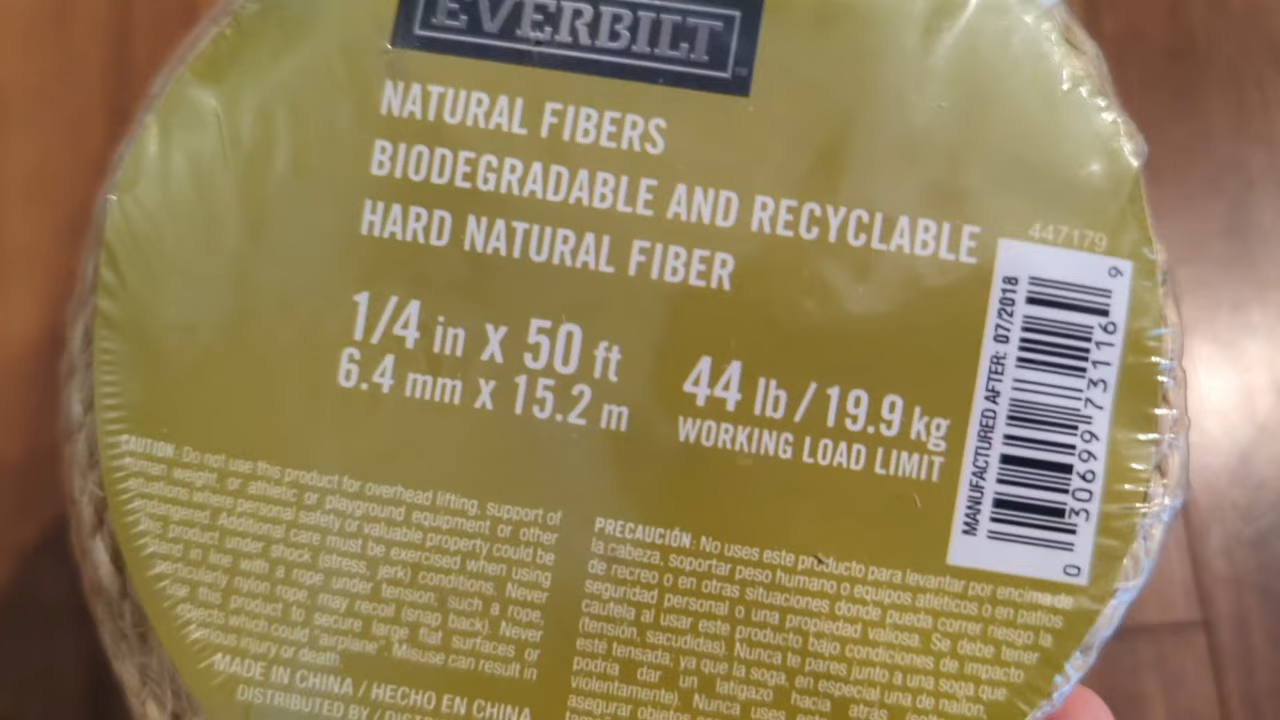 EVERBILT
NATURAL FIBERS
BIODEGRADABLE AND RECYCLABLE
HARD NATURAL FIBER
1/4 in x 50 ft
6.4 mm x 15.2 m
44 lb / 19.9 kg
WORKING LOAD LIMIT
447179
MANUFACTURED AFTER: 07/2018
0 30699 73116 9
CAUTION: Do not use this product for overhead lifting, support of
human weight, or athletic or playground equipment or other
situations where personal safety or valuable property could be
endangered. Additional care must be exercised when using
this product under shock (stress, jerk) conditions. Never
stand in line with a rope under tension; such a rope,
particularly nylon rope, may recoil (snap back). Never
use this product to secure large flat surfaces or
objects which could "airplane". Misuse can result in
serious injury or death.
MADE IN CHINA / HECHO EN CHINA
DISTRIBUTED BY /
PRECAUCIÓN: No uses este producto para levantar por encima de
la cabeza, soportar peso humano o equipos atléticos o en patios
de recreo o en otras situaciones donde pueda correr riesgo la
seguridad personal o una propiedad valiosa. Se debe tener
cautela al usar este producto bajo condiciones de impacto
(tensión, sacudidas). Nunca te pares junto a una soga que
esté tensada; ya que la soga, en especial una de nailon,
podría dar un latigazo hacia atrás
violentamente). Nunca uses
asegurar objetos